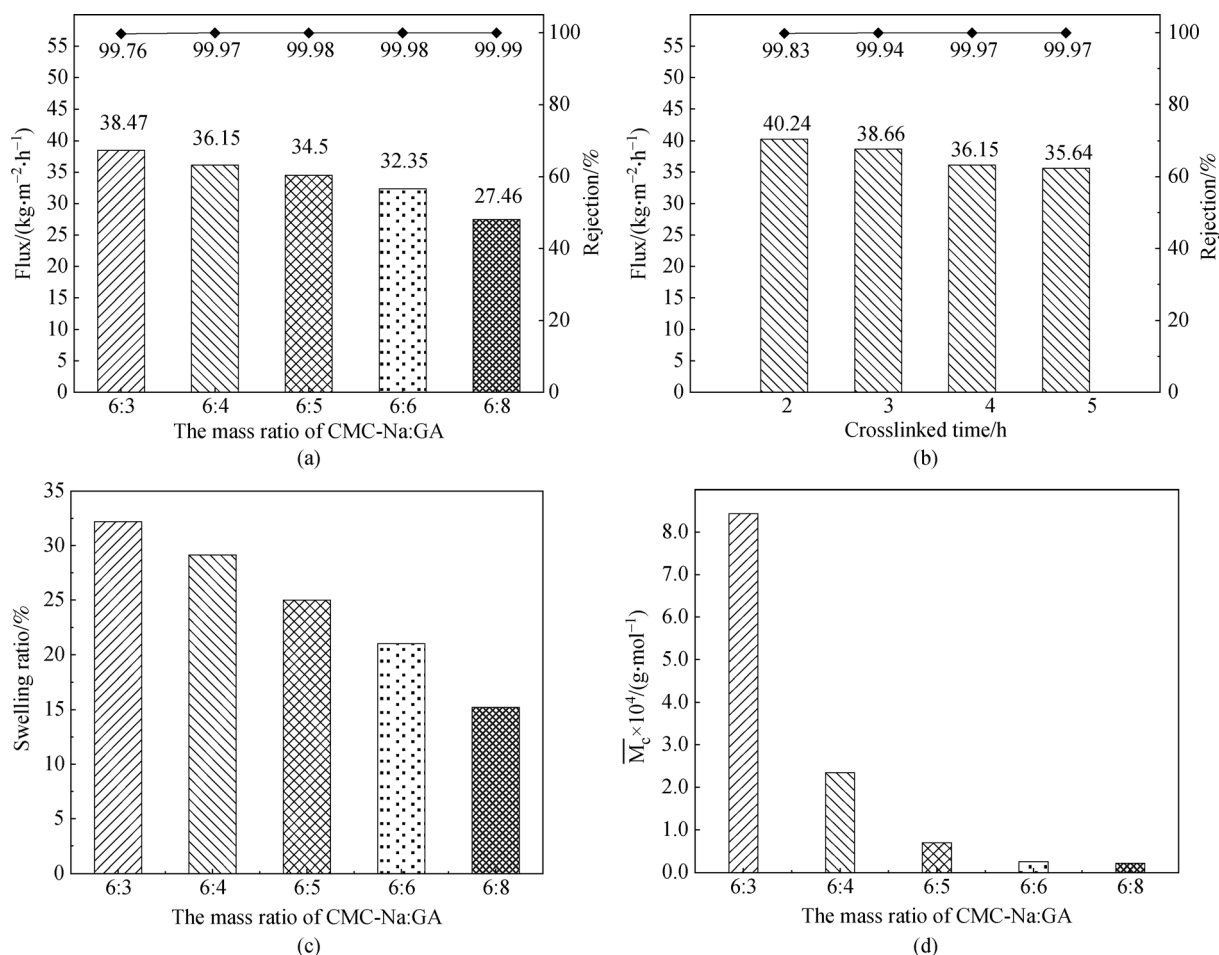 55
50
45
40
35
30
25
20
15
10
5
0
Flux/(kg·m⁻²·h⁻¹)
99.76 99.97 99.98 99.98 99.99
38.47 36.15 34.5 32.35 27.46
100
80
60
40
20
0
Rejection/%
6:3 6:4 6:5 6:6 6:8
The mass ratio of CMC-Na:GA
(a)
55
50
45
40
35
30
25
20
15
10
5
0
Flux/(kg·m⁻²·h⁻¹)
99.83 99.94 99.97 99.97
40.24 38.66 36.15 35.64
100
80
60
40
20
0
Rejection/%
2 3 4 5
Crosslinked time/h
(b)
35
30
25
20
15
10
5
0
Swelling ratio/%
6:3 6:4 6:5 6:6 6:8
The mass ratio of CMC-Na:GA
(c)
8.0
6.0
4.0
3.0
2.0
1.0
0.0
M̅c×10⁴/(g·mol⁻¹)
6:3 6:4 6:5 6:6 6:8
The mass ratio of CMC-Na:GA
(d)